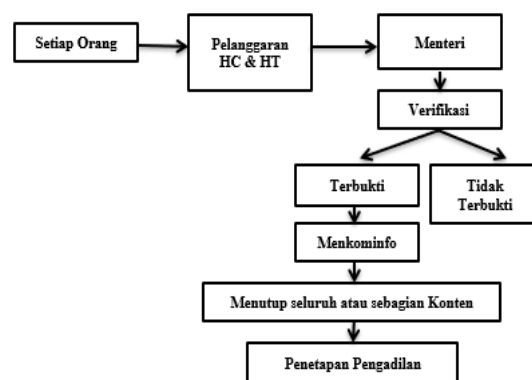 Setiap Orang
Pelanggaran
HC & HT
Menteri
Verifikasi
Terbukti
Tidak
Terbukti
Menkominfo
Menutup seluruh atau sebagian Konten
Penetapan Pengadilan